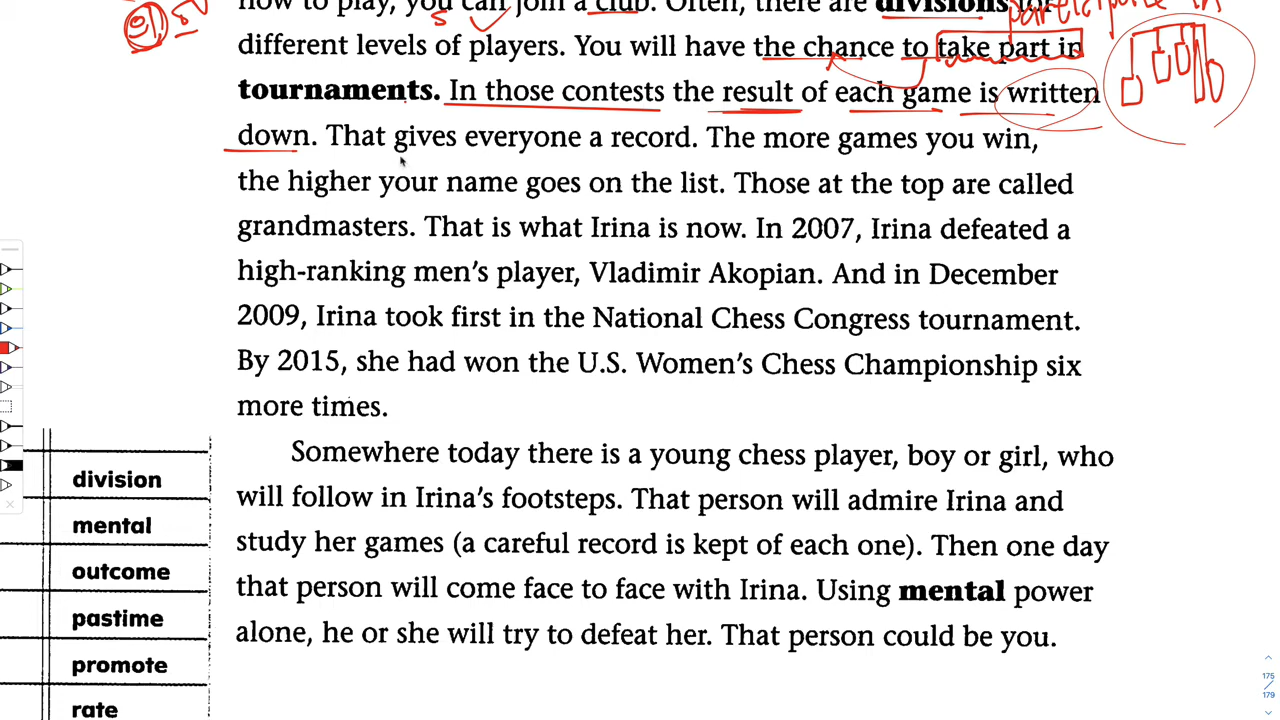 how to play, you can join a club. Often, there are divisions for
participate in
s
different levels of players. You will have the chance to take part in
tournaments. In those contests the result of each game is written
down. That gives everyone a record. The more games you win,
the higher your name goes on the list. Those at the top are called
grandmasters. That is what Irina is now. In 2007, Irina defeated a
high-ranking men's player, Vladimir Akopian. And in December
2009, Irina took first in the National Chess Congress tournament.
By 2015, she had won the U.S. Women's Chess Championship six
more times.
Somewhere today there is a young chess player, boy or girl, who
will follow in Irina's footsteps. That person will admire Irina and
study her games (a careful record is kept of each one). Then one day
that person will come face to face with Irina. Using mental power
alone, he or she will try to defeat her. That person could be you.
division
mental
outcome
pastime
promote
rate
175
179